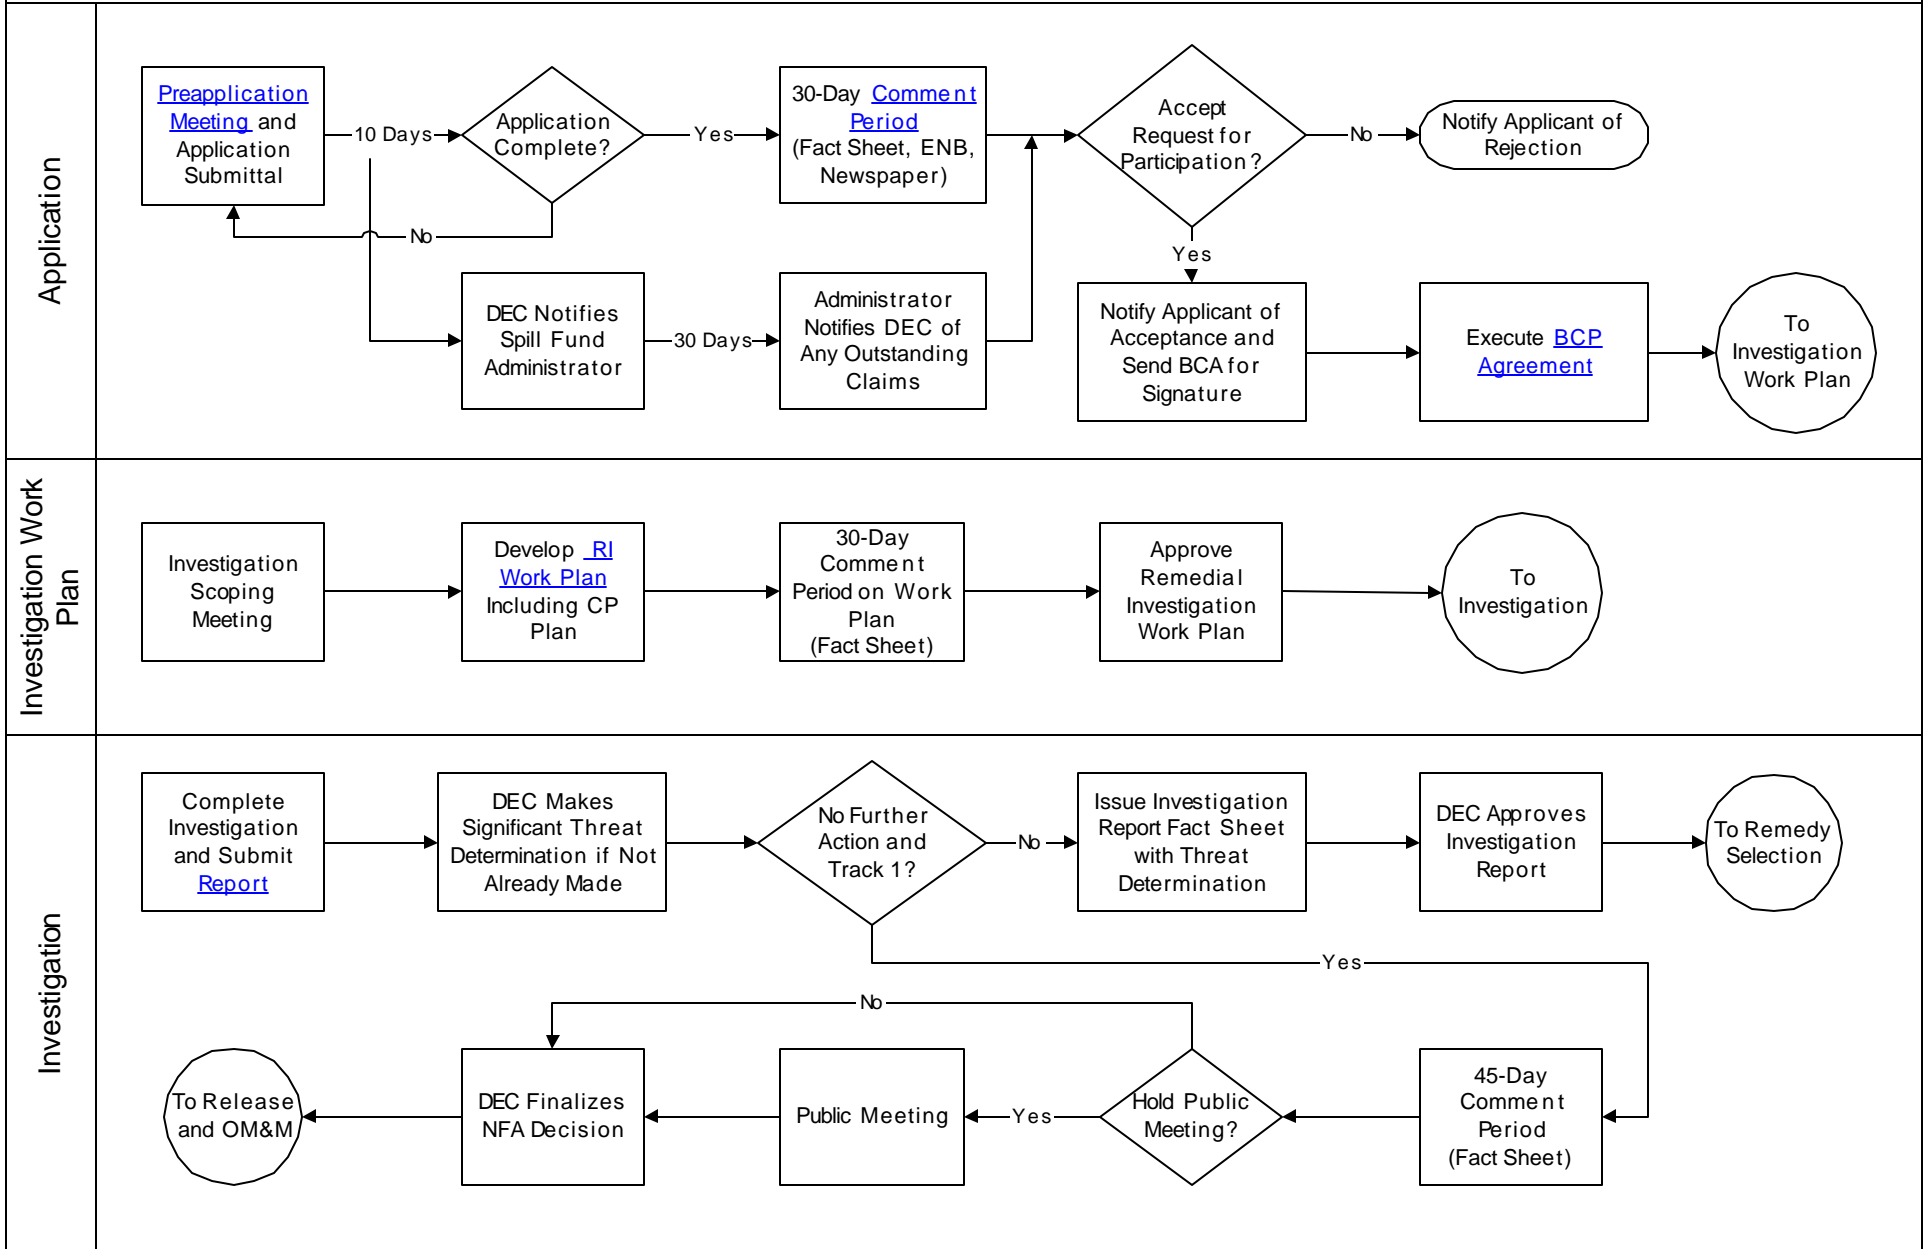 Application
Preapplication
Meeting and
Application
Submittal
10 Days
Application
Complete?
Yes
30-Day Comment
Period
(Fact Sheet, ENB,
Newspaper)
Accept
Request for
Participation?
No
Notify Applicant of
Rejection
No
Yes
DEC Notifies
Spill Fund
Administrator
30 Days
Administrator
Notifies DEC of
Any Outstanding
Claims
Notify Applicant of
Acceptance and
Send BCA for
Signature
Execute BCP
Agreement
To
Investigation
Work Plan
Investigation Work
Plan
Investigation
Scoping
Meeting
Develop RI
Work Plan
Including CP
Plan
30-Day
Comment
Period on Work
Plan
(Fact Sheet)
Approve
Remedial
Investigation
Work Plan
To
Investigation
Investigation
Complete
Investigation
and Submit
Report
DEC Makes
Significant Threat
Determination if Not
Already Made
No Further
Action and
Track 1?
No
Issue Investigation
Report Fact Sheet
with Threat
Determination
DEC Approves
Investigation
Report
To Remedy
Selection
Yes
No
To Release
and OM&M
DEC Finalizes
NFA Decision
Public Meeting
Yes
Hold Public
Meeting?
45-Day
Comment
Period
(Fact Sheet)